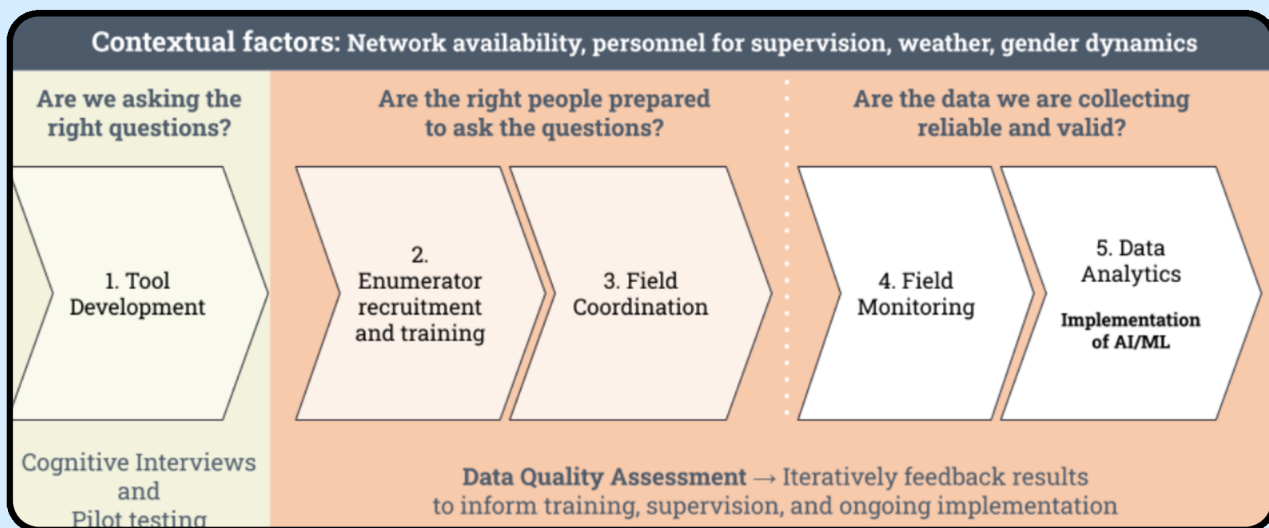 Contextual factors: Network availability, personnel for supervision, weather, gender dynamics
Are we asking the
right questions?
Are the right people prepared
to ask the questions?
Are the data we are collecting
reliable and valid?
1. Tool
Development
2.
Enumerator
recruitment
and training
3. Field
Coordination
4. Field
Monitoring
5. Data
Analytics
Implementation
of AI/ML
Cognitive Interviews
and
Pilot testing
Data Quality Assessment → Iteratively feedback results
to inform training, supervision, and ongoing implementation